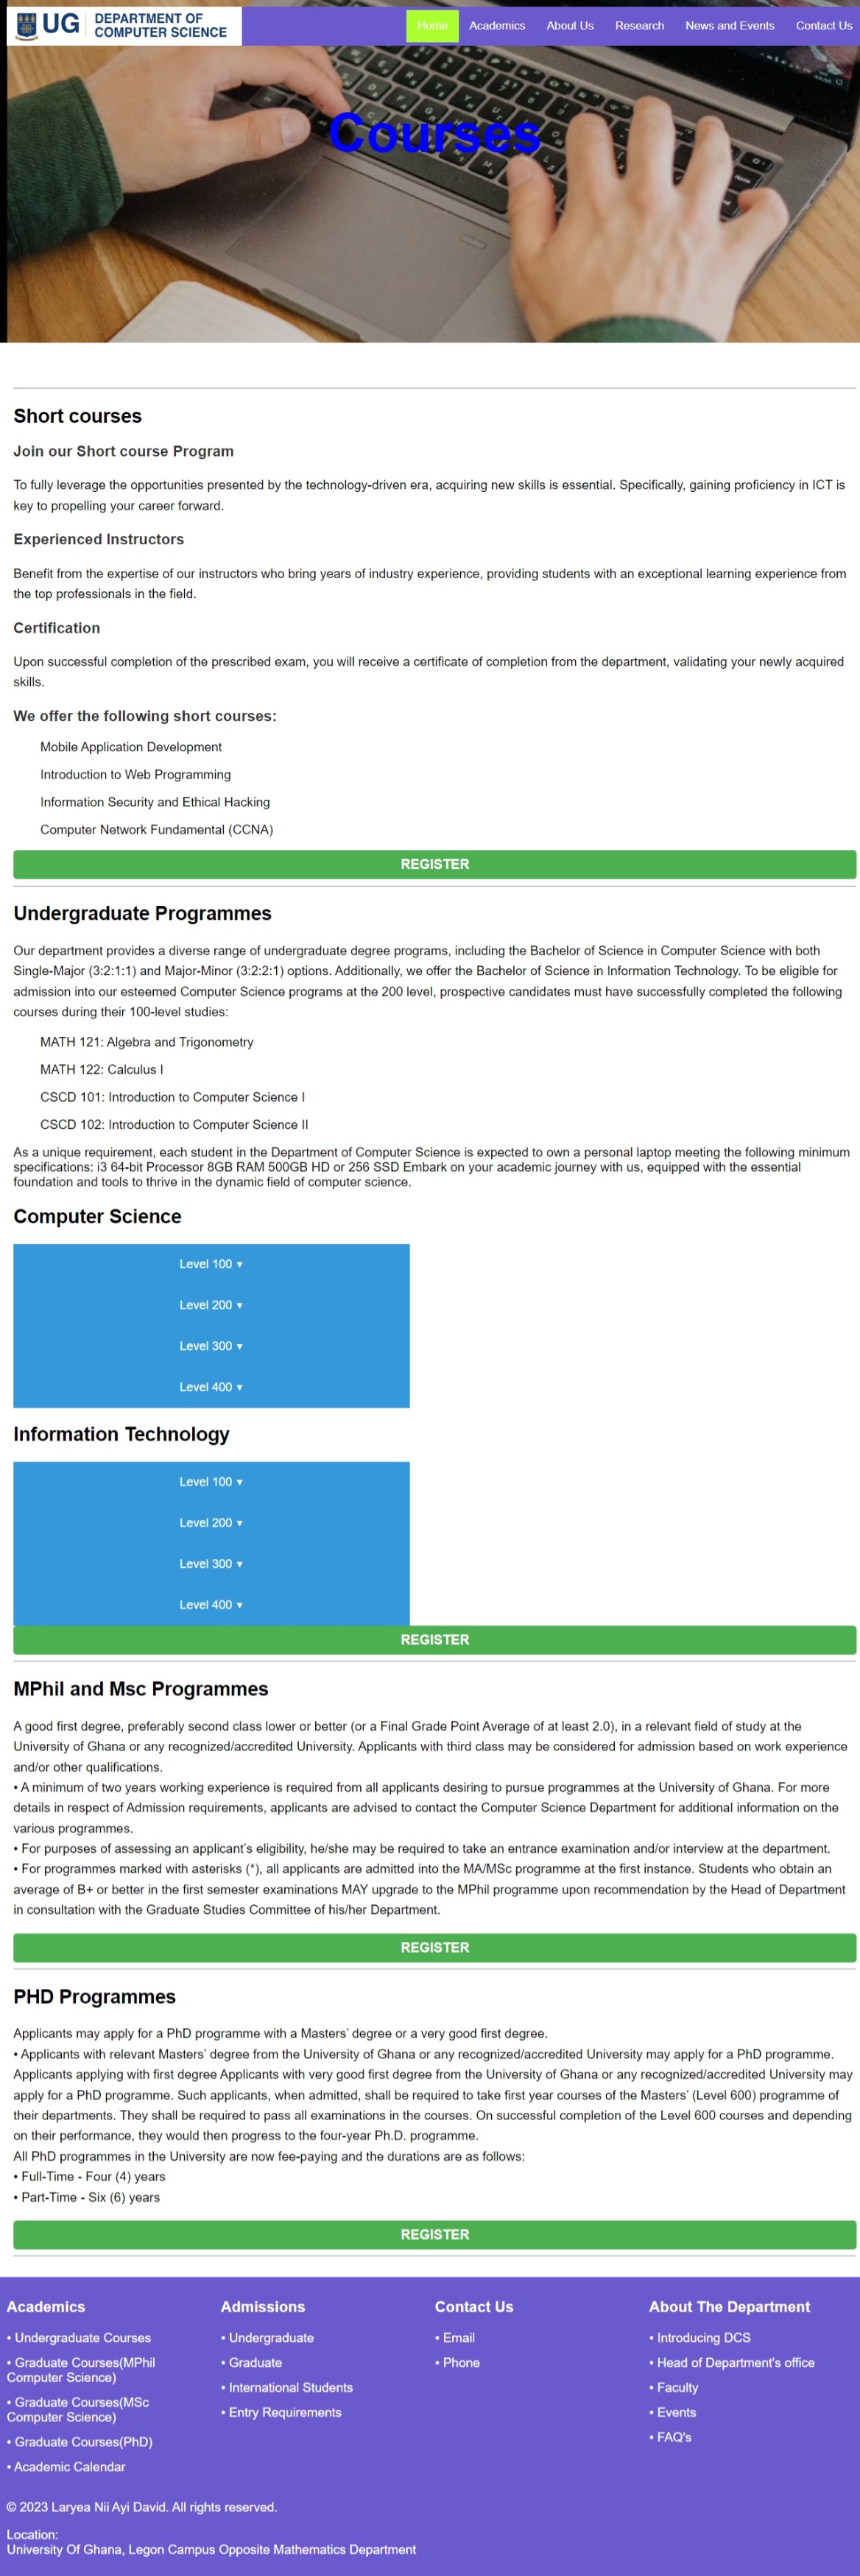 UG DEPARTMENT OF
COMPUTER SCIENCE
Home Academics About Us Research News and Events Contact Us
Courses
Short courses
Join our Short course Program
To fully leverage the opportunities presented by the technology-driven era, acquiring new skills is essential. Specifically, gaining proficiency in ICT is
key to propelling your career forward.
Experienced Instructors
Benefit from the expertise of our instructors who bring years of industry experience, providing students with an exceptional learning experience from
the top professionals in the field.
Certification
Upon successful completion of the prescribed exam, you will receive a certificate of completion from the department, validating your newly acquired
skills.
We offer the following short courses:
Mobile Application Development
Introduction to Web Programming
Information Security and Ethical Hacking
Computer Network Fundamental (CCNA)
REGISTER
Undergraduate Programmes
Our department provides a diverse range of undergraduate degree programs, including the Bachelor of Science in Computer Science with both
Single-Major (3:2:1:1) and Major-Minor (3:2:2:1) options. Additionally, we offer the Bachelor of Science in Information Technology. To be eligible for
admission into our esteemed Computer Science programs at the 200 level, prospective candidates must have successfully completed the following
courses during their 100-level studies:
MATH 121: Algebra and Trigonometry
MATH 122: Calculus I
CSCD 101: Introduction to Computer Science I
CSCD 102: Introduction to Computer Science II
As a unique requirement, each student in the Department of Computer Science is expected to own a personal laptop meeting the following minimum
specifications: i3 64-bit Processor 8GB RAM 500GB HD or 256 SSD Embark on your academic journey with us, equipped with the essential
foundation and tools to thrive in the dynamic field of computer science.
Computer Science
Level 100 ▼
Level 200 ▼
Level 300 ▼
Level 400 ▼
Information Technology
Level 100 ▼
Level 200 ▼
Level 300 ▼
Level 400 ▼
REGISTER
MPhil and Msc Programmes
A good first degree, preferably second class lower or better (or a Final Grade Point Average of at least 2.0), in a relevant field of study at the
University of Ghana or any recognized/accredited University. Applicants with third class may be considered for admission based on work experience
and/or other qualifications.
• A minimum of two years working experience is required from all applicants desiring to pursue programmes at the University of Ghana. For more
details in respect of Admission requirements, applicants are advised to contact the Computer Science Department for additional information on the
various programmes.
• For purposes of assessing an applicant's eligibility, he/she may be required to take an entrance examination and/or interview at the department.
• For programmes marked with asterisks (*), all applicants are admitted into the MA/MSc programme at the first instance. Students who obtain an
average of B+ or better in the first semester examinations MAY upgrade to the MPhil programme upon recommendation by the Head of Department
in consultation with the Graduate Studies Committee of his/her Department.
REGISTER
PHD Programmes
Applicants may apply for a PhD programme with a Masters' degree or a very good first degree.
• Applicants with relevant Masters' degree from the University of Ghana or any recognized/accredited University may apply for a PhD programme.
Applicants applying with first degree Applicants with very good first degree from the University of Ghana or any recognized/accredited University may
apply for a PhD programme. Such applicants, when admitted, shall be required to take first year courses of the Masters' (Level 600) programme of
their departments. They shall be required to pass all examinations in the courses. On successful completion of the Level 600 courses and depending
on their performance, they would then progress to the four-year Ph.D. programme.
All PhD programmes in the University are now fee-paying and the durations are as follows:
• Full-Time - Four (4) years
• Part-Time - Six (6) years
REGISTER
Academics
• Undergraduate Courses
• Graduate Courses(MPhil
Computer Science)
• Graduate Courses(MSc
Computer Science)
• Graduate Courses(PhD)
• Academic Calendar
Admissions
• Undergraduate
• Graduate
• International Students
• Entry Requirements
Contact Us
• Email
• Phone
About The Department
• Introducing DCS
• Head of Department's office
• Faculty
• Events
• FAQ's
© 2023 Laryea Nii Ayi David. All rights reserved.
Location:
University Of Ghana, Legon Campus Opposite Mathematics Department